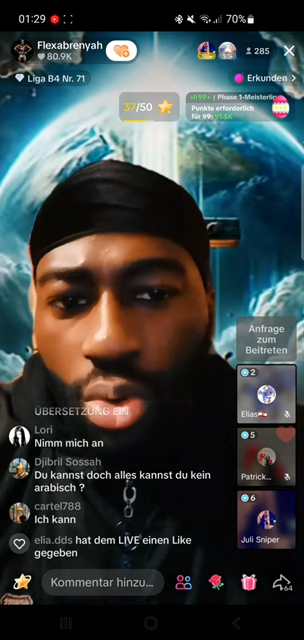 01:29
70%
Flexabrenyah
80.9K
285
Liga B4 Nr. 71
Erkunden >
37/50
99+ | Phase 1-Meisterlig
Punkte erforderlich
für 99:
Anfrage
zum
Beitreten
2
Elias
ÜBERSETZUNG EIN
Lori
Nimm mich an
5
Patrick...
Djibril Sossah
Du kannst doch alles kannst du kein
arabisch ?
cartel788
Ich kann
6
Juli Sniper
elia.dds hat dem LIVE einen Like
gegeben
Kommentar hinzu...
64